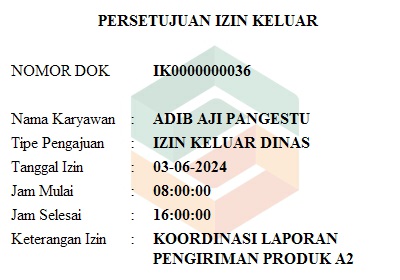 PERSETUJUAN IZIN KELUAR
NOMOR DOK IK0000000036
Nama Karyawan : ADIB AJI PANGESTU
Tipe Pengajuan : IZIN KELUAR DINAS
Tanggal Izin : 03-06-2024
Jam Mulai : 08:00:00
Jam Selesai : 16:00:00
Keterangan Izin : KOORDINASI LAPORAN
PENGIRIMAN PRODUK A2